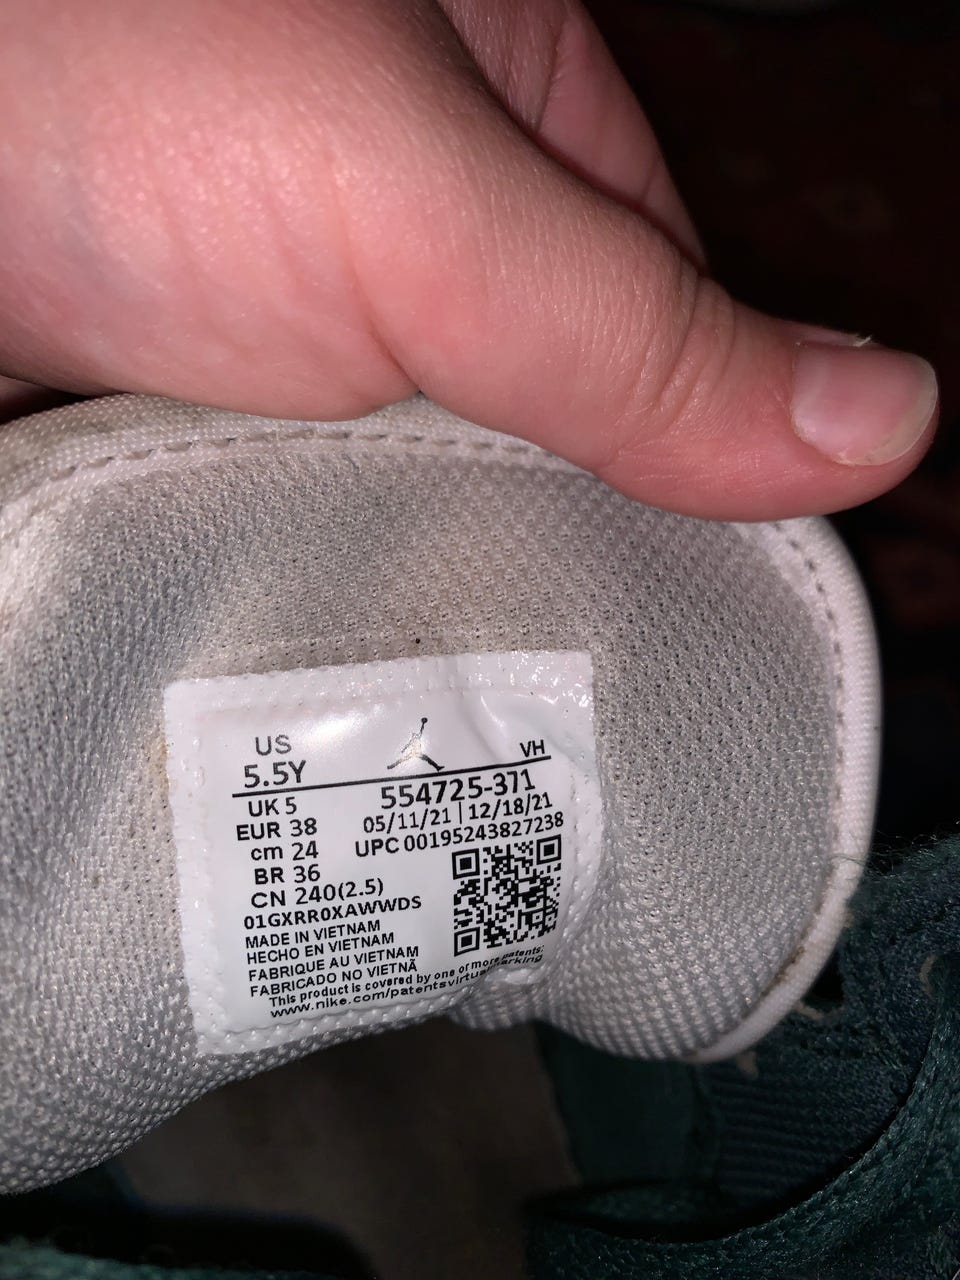 US
5.5Y
VH
UK 5
EUR 38
cm 24
BR 36
CN 240(2.5)
554725-371
05/11/21 | 12/18/21
UPC 00195243827238
01GXRR0XAWWDS
MADE IN VIETNAM
HECHO EN VIETNAM
FABRIQUE AU VIETNAM
FABRICADO NO VIETNÃ
This product is covered by one or more patents:
www.nike.com/patentsvirtualmarking